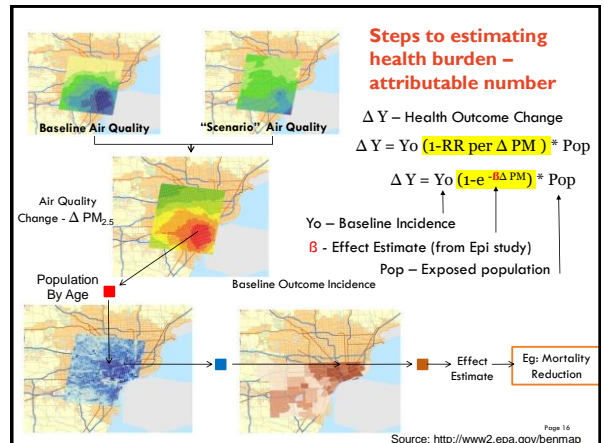 Steps to estimating
health burden –
attributable number
Baseline Air Quality
“Scenario” Air Quality
Δ Y – Health Outcome Change
Δ Y = Yo (1-RR per Δ PM ) * Pop
Δ Y = Yo (1-e -ßΔ PM) * Pop
Air Quality
Change - Δ PM2.5
Yo – Baseline Incidence
ß - Effect Estimate (from Epi study)
Pop – Exposed population
Population
By Age
Baseline Outcome Incidence
Effect
Estimate
Eg: Mortality
Reduction
Page 16
Source: http://www2.epa.gov/benmap